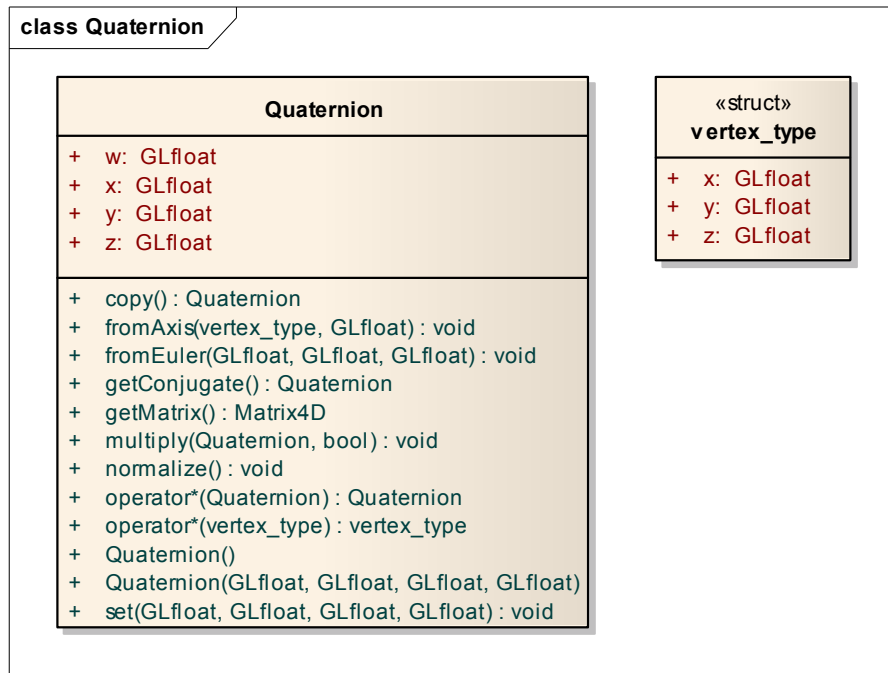 class Quaternion
Quaternion
+ w: GLfloat
+ x: GLfloat
+ y: GLfloat
+ z: GLfloat
+ copy() : Quaternion
+ fromAxis(vertex_type, GLfloat) : void
+ fromEuler(GLfloat, GLfloat, GLfloat) : void
+ getConjugate() : Quaternion
+ getMatrix() : Matrix4D
+ multiply(Quaternion, bool) : void
+ normalize() : void
+ operator*(Quaternion) : Quaternion
+ operator*(vertex_type) : vertex_type
+ Quaternion()
+ Quaternion(GLfloat, GLfloat, GLfloat, GLfloat)
+ set(GLfloat, GLfloat, GLfloat, GLfloat) : void
«struct»
vertex_type
+ x: GLfloat
+ y: GLfloat
+ z: GLfloat